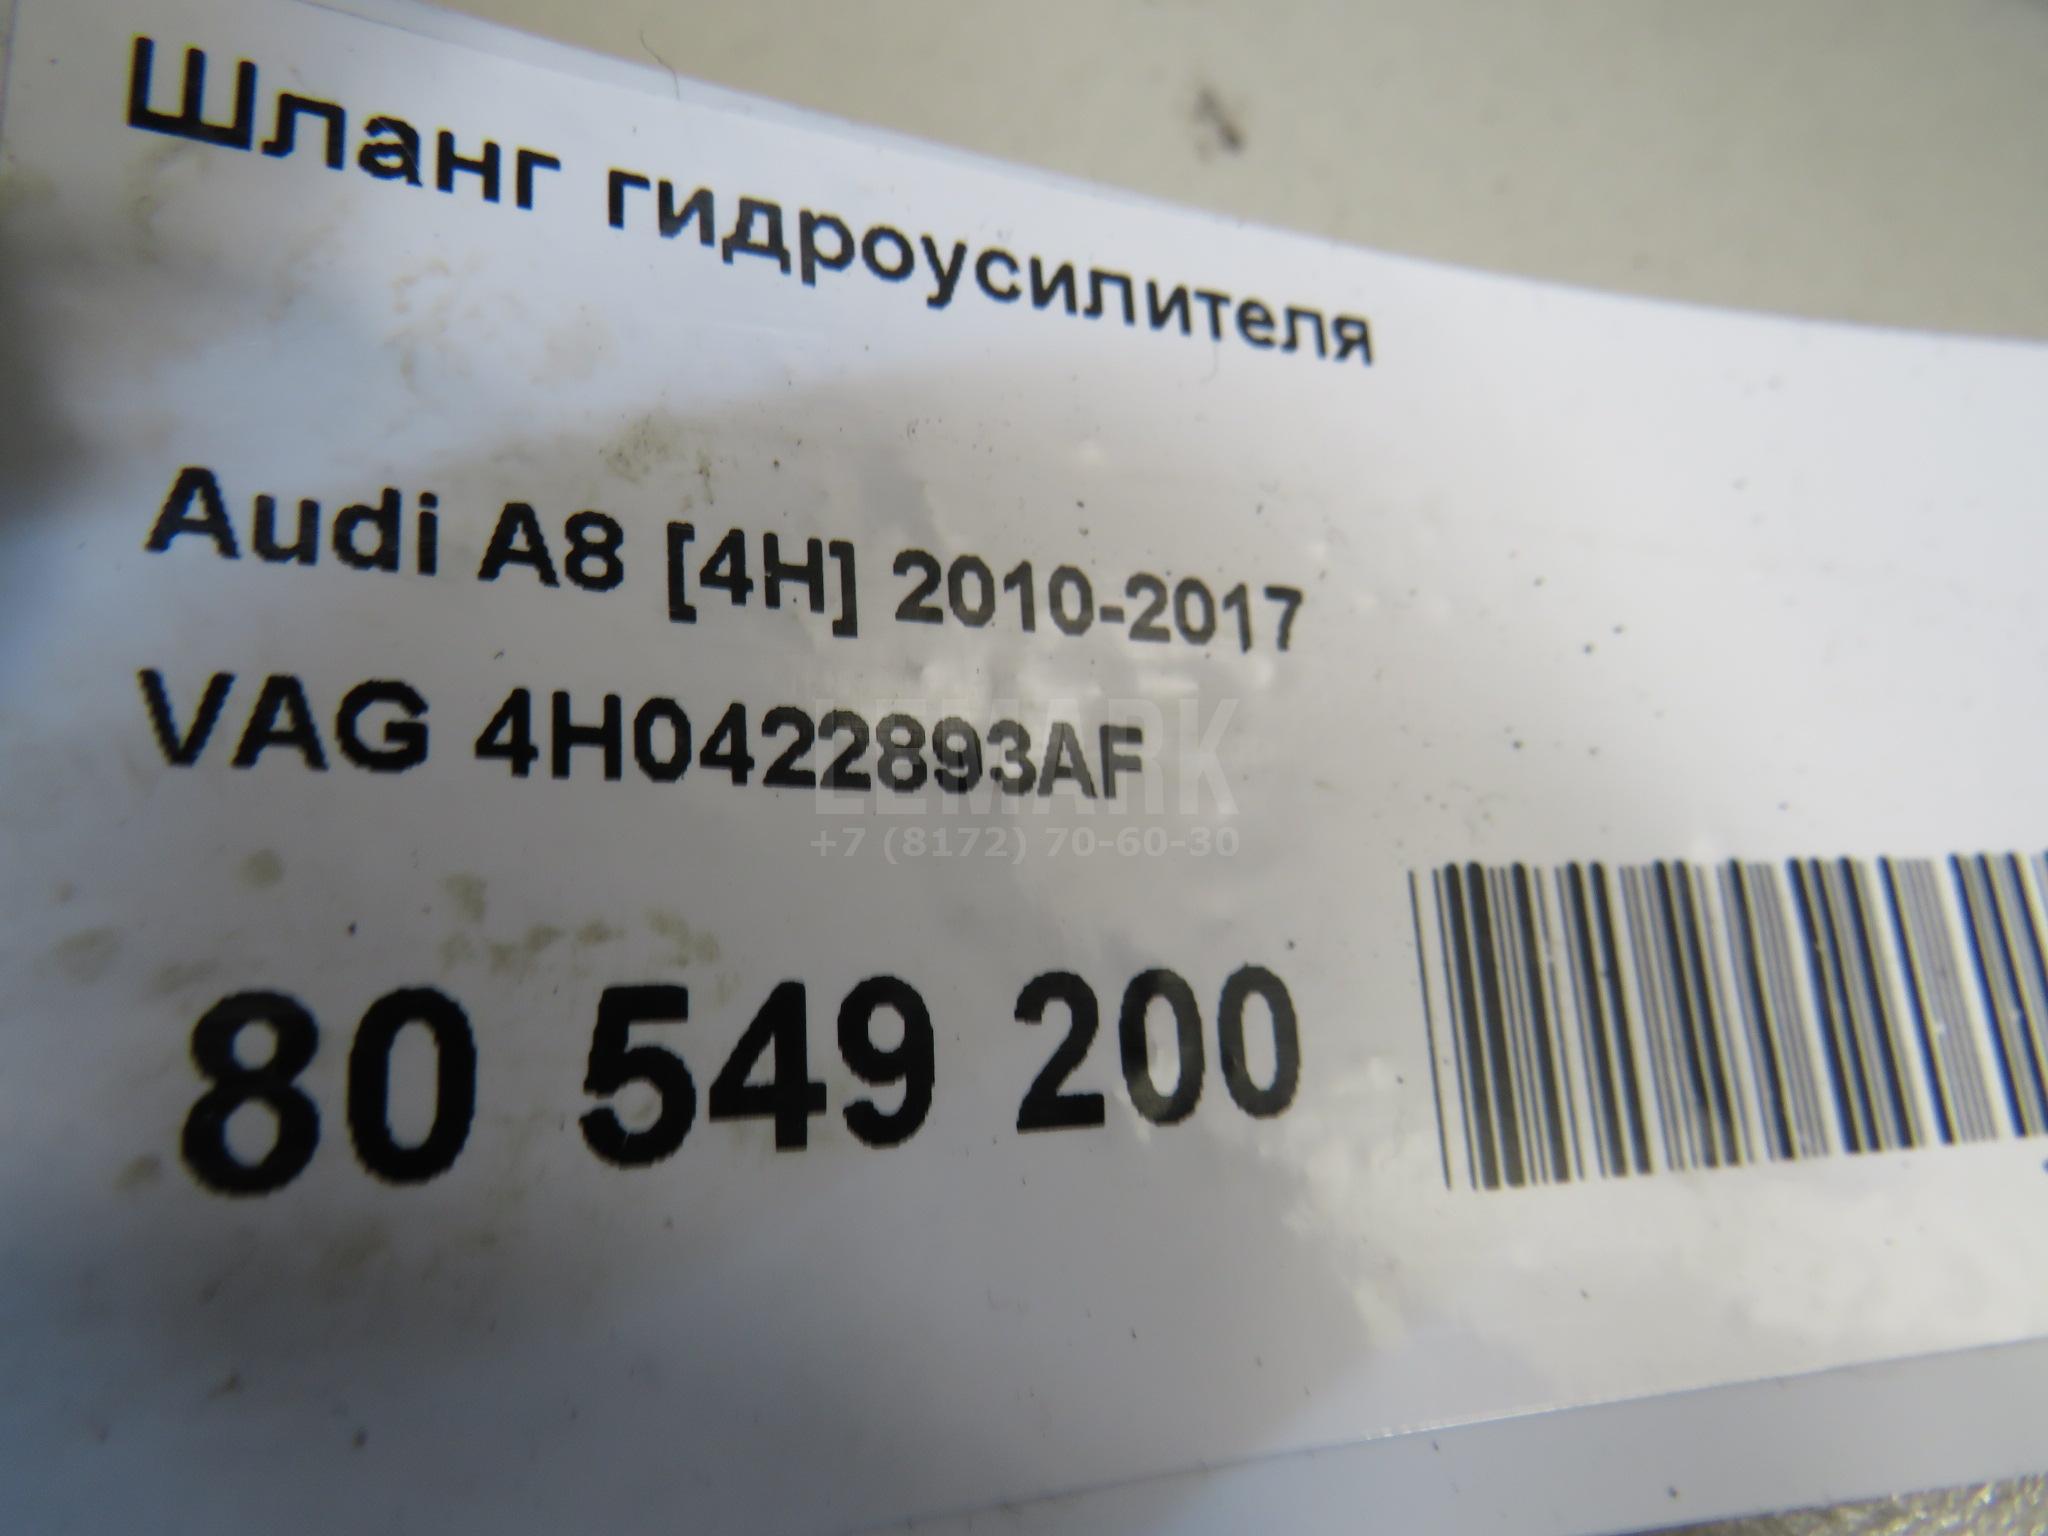 Шланг гидроусилителя
Audi A8 [4H] 2010-2017
VAG 4H0422893AF
LEMARK
+7 (8172) 70-60-30
80 549 200